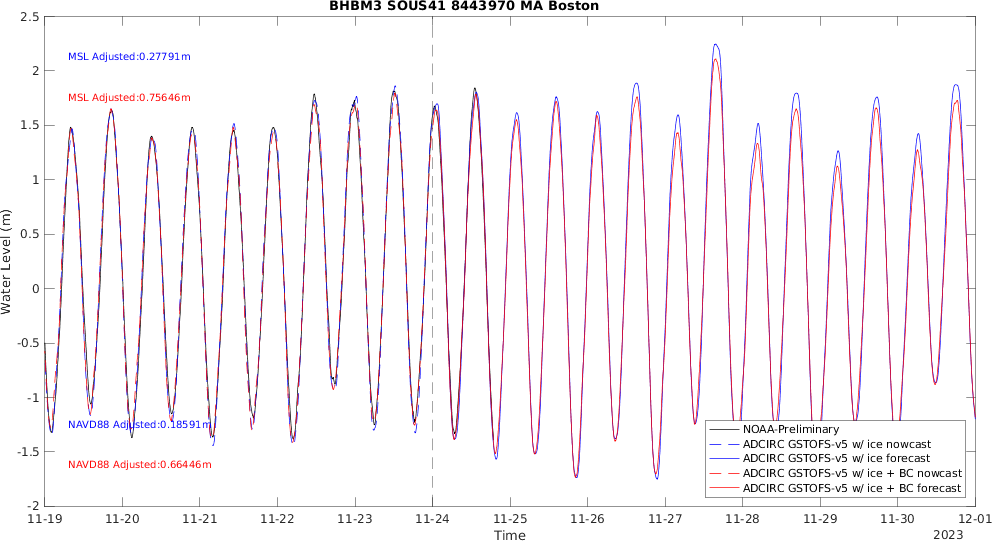 BHBM3 SOUS41 8443970 MA Boston
2.5
2
1.5
1
0.5
0
-0.5
-1
-1.5
-2
Water Level (m)
MSL Adjusted:0.27791m
MSL Adjusted:0.75646m
NAVD88 Adjusted:0.18591m
NAVD88 Adjusted:0.66446m
NOAA-Preliminary
ADCIRC GSTOFS-v5 w/ ice nowcast
ADCIRC GSTOFS-v5 w/ ice forecast
ADCIRC GSTOFS-v5 w/ ice + BC nowcast
ADCIRC GSTOFS-v5 w/ ice + BC forecast
11-19 11-20 11-21 11-22 11-23 11-24 11-25 11-26 11-27 11-28 11-29 11-30 12-01
Time
2023